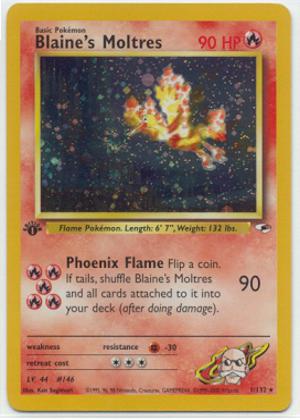 Basic Pokémon
Blaine's Moltres 90 HP
Flame Pokémon. Length: 6' 7", Weight: 132 lbs.
Phoenix Flame Flip a coin.
If tails, shuffle Blaine's Moltres
and all cards attached to it into
your deck (after doing damage).
90
weakness resistance -30
retreat cost
LV. 44 #146
Illus. Ken Sugimori
1/132 ★